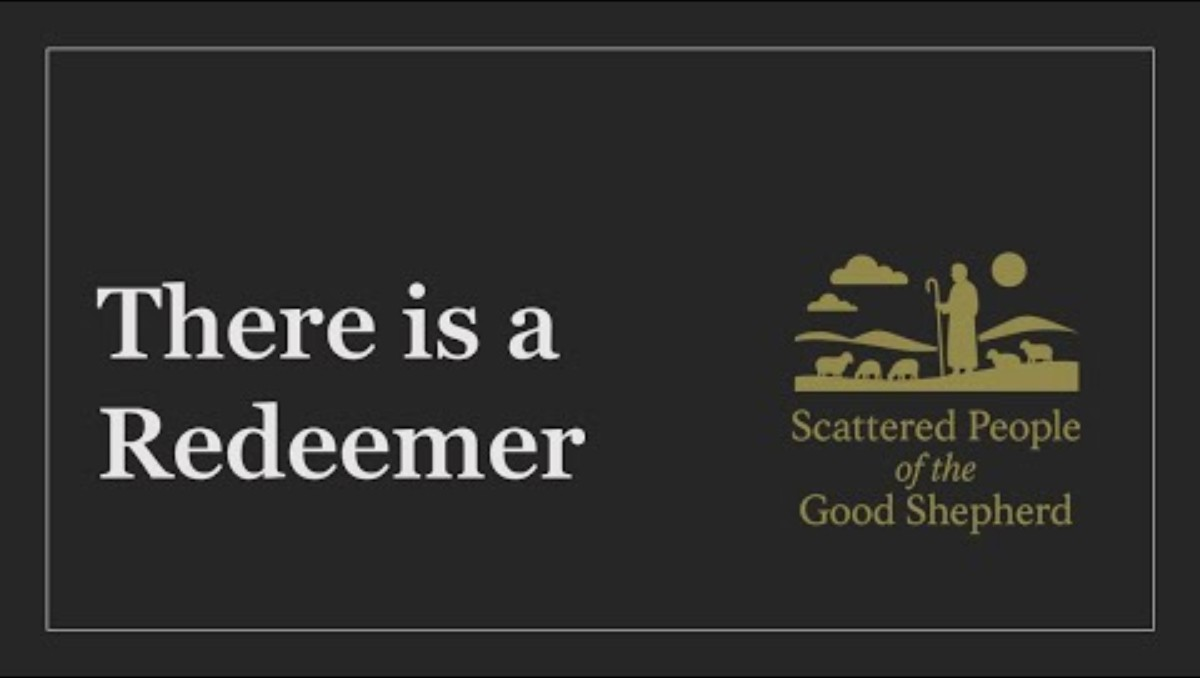 There is a
Redeemer
Scattered People
of the
Good Shepherd